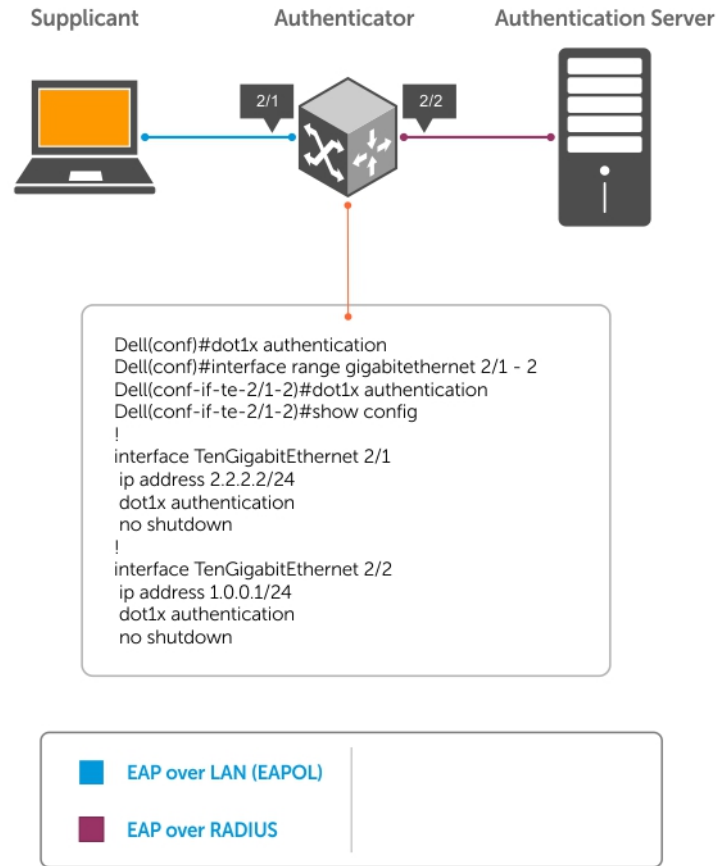 Supplicant
Authenticator
Authentication Server
2/1
2/2
Dell(conf)#dot1x authentication
Dell(conf)#interface range gigabitethernet 2/1 - 2
Dell(conf-if-te-2/1-2)#dot1x authentication
Dell(conf-if-te-2/1-2)#show config
!
interface TenGigabitEthernet 2/1
ip address 2.2.2.2/24
dot1x authentication
no shutdown
!
interface TenGigabitEthernet 2/2
ip address 1.0.0.1/24
dot1x authentication
no shutdown
EAP over LAN (EAPOL)
EAP over RADIUS